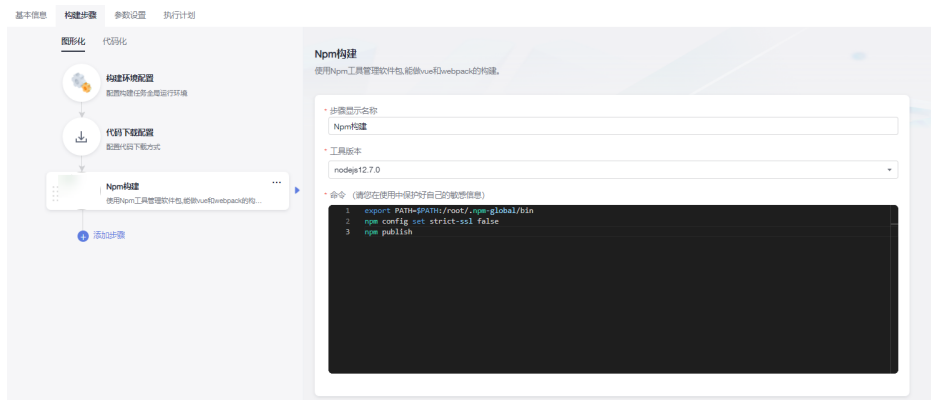 基本信息 构建步骤 参数设置 执行计划
图形化 代码化
构建环境配置
配置构建任务全局运行环境
代码下载配置
配置代码下载方式
Npm构建
使用Npm工具管理软件包,能做vue和webpack的构...
添加步骤
Npm构建
使用Npm工具管理软件包,能做vue和webpack的构建。
* 步骤显示名称
Npm构建
* 工具版本
nodejs12.7.0
* 命令 （请您在使用中保护好自己的敏感信息）
1 export PATH=$PATH:/root/.npm-global/bin
2 npm config set strict-ssl false
3 npm publish